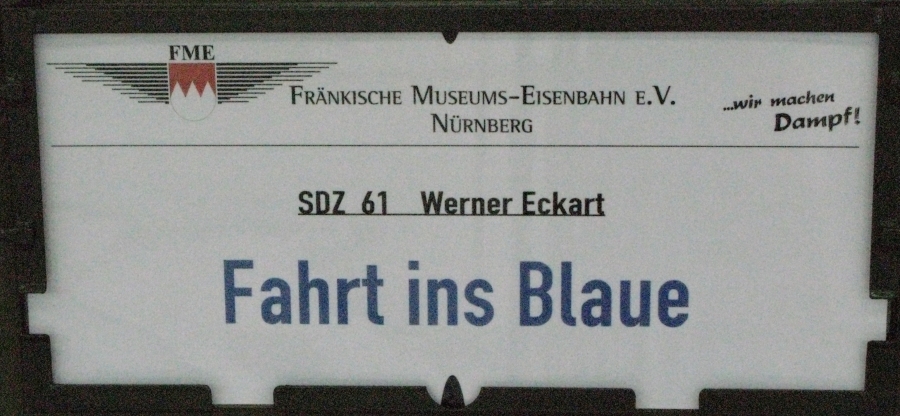 FME
Fränkische Museums-Eisenbahn e.V.
Nürnberg
...wir machen
Dampf!
SDZ 61 Werner Eckart
Fahrt ins Blaue